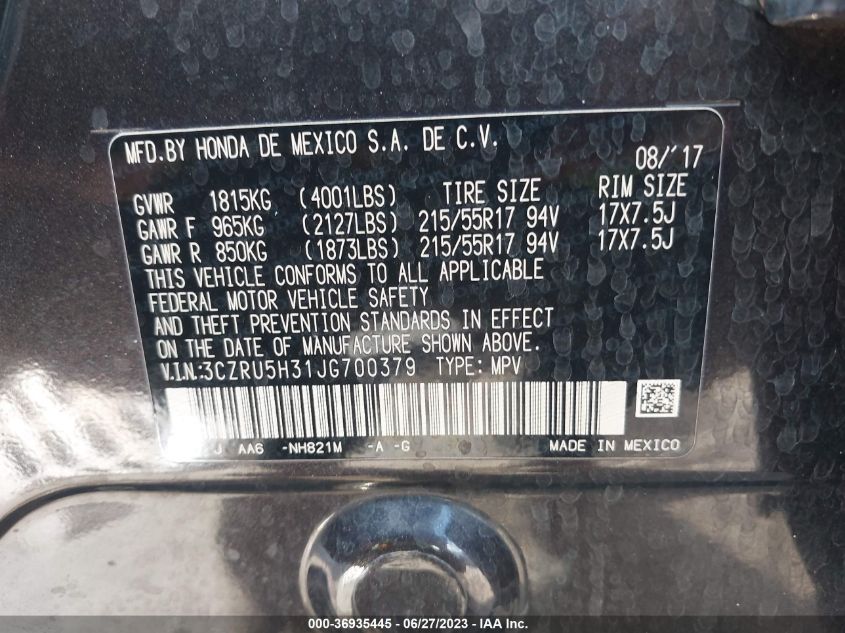 MFD.BY HONDA DE MEXICO S.A. DE C.V.
08/'17
GVWR 1815KG (4001LBS) TIRE SIZE RIM SIZE
GAWR F 965KG (2127LBS) 215/55R17 94V 17X7.5J
GAWR R 850KG (1873LBS) 215/55R17 94V 17X7.5J
THIS VEHICLE CONFORMS TO ALL APPLICABLE
FEDERAL MOTOR VEHICLE SAFETY
AND THEFT PREVENTION STANDARDS IN EFFECT
ON THE DATE OF MANUFACTURE SHOWN ABOVE.
V.I.N.:3CZRU5H31JG700379 TYPE: MPV
J AA6 -NH821M -A -G MADE IN MEXICO
000-36935445 - 06/27/2023 - IAA Inc.